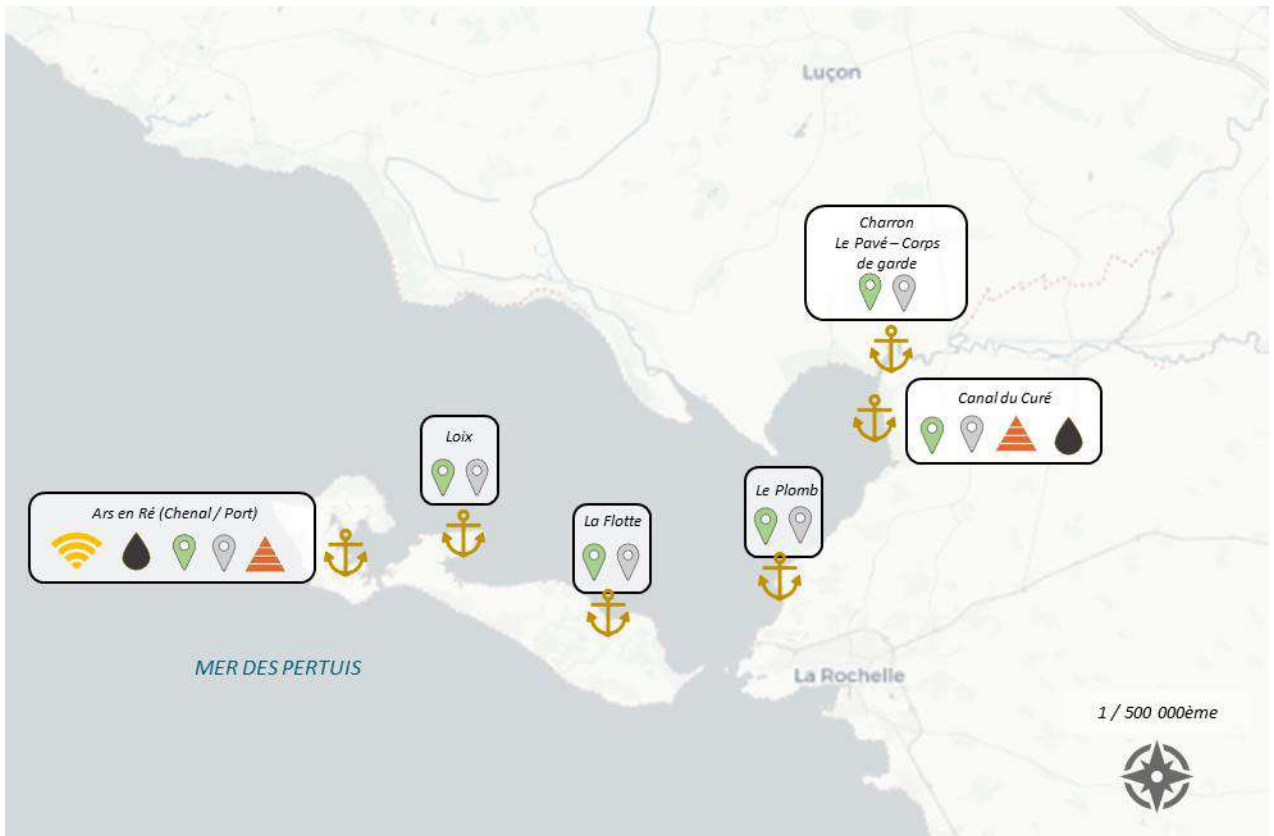 Luçon
Charron
Le Pavé – Corps
de garde
Canal du Curé
Loix
Le Plomb
Ars en Ré (Chenal / Port)
La Flotte
MER DES PERTUIS
La Rochelle
1 / 500 000ème